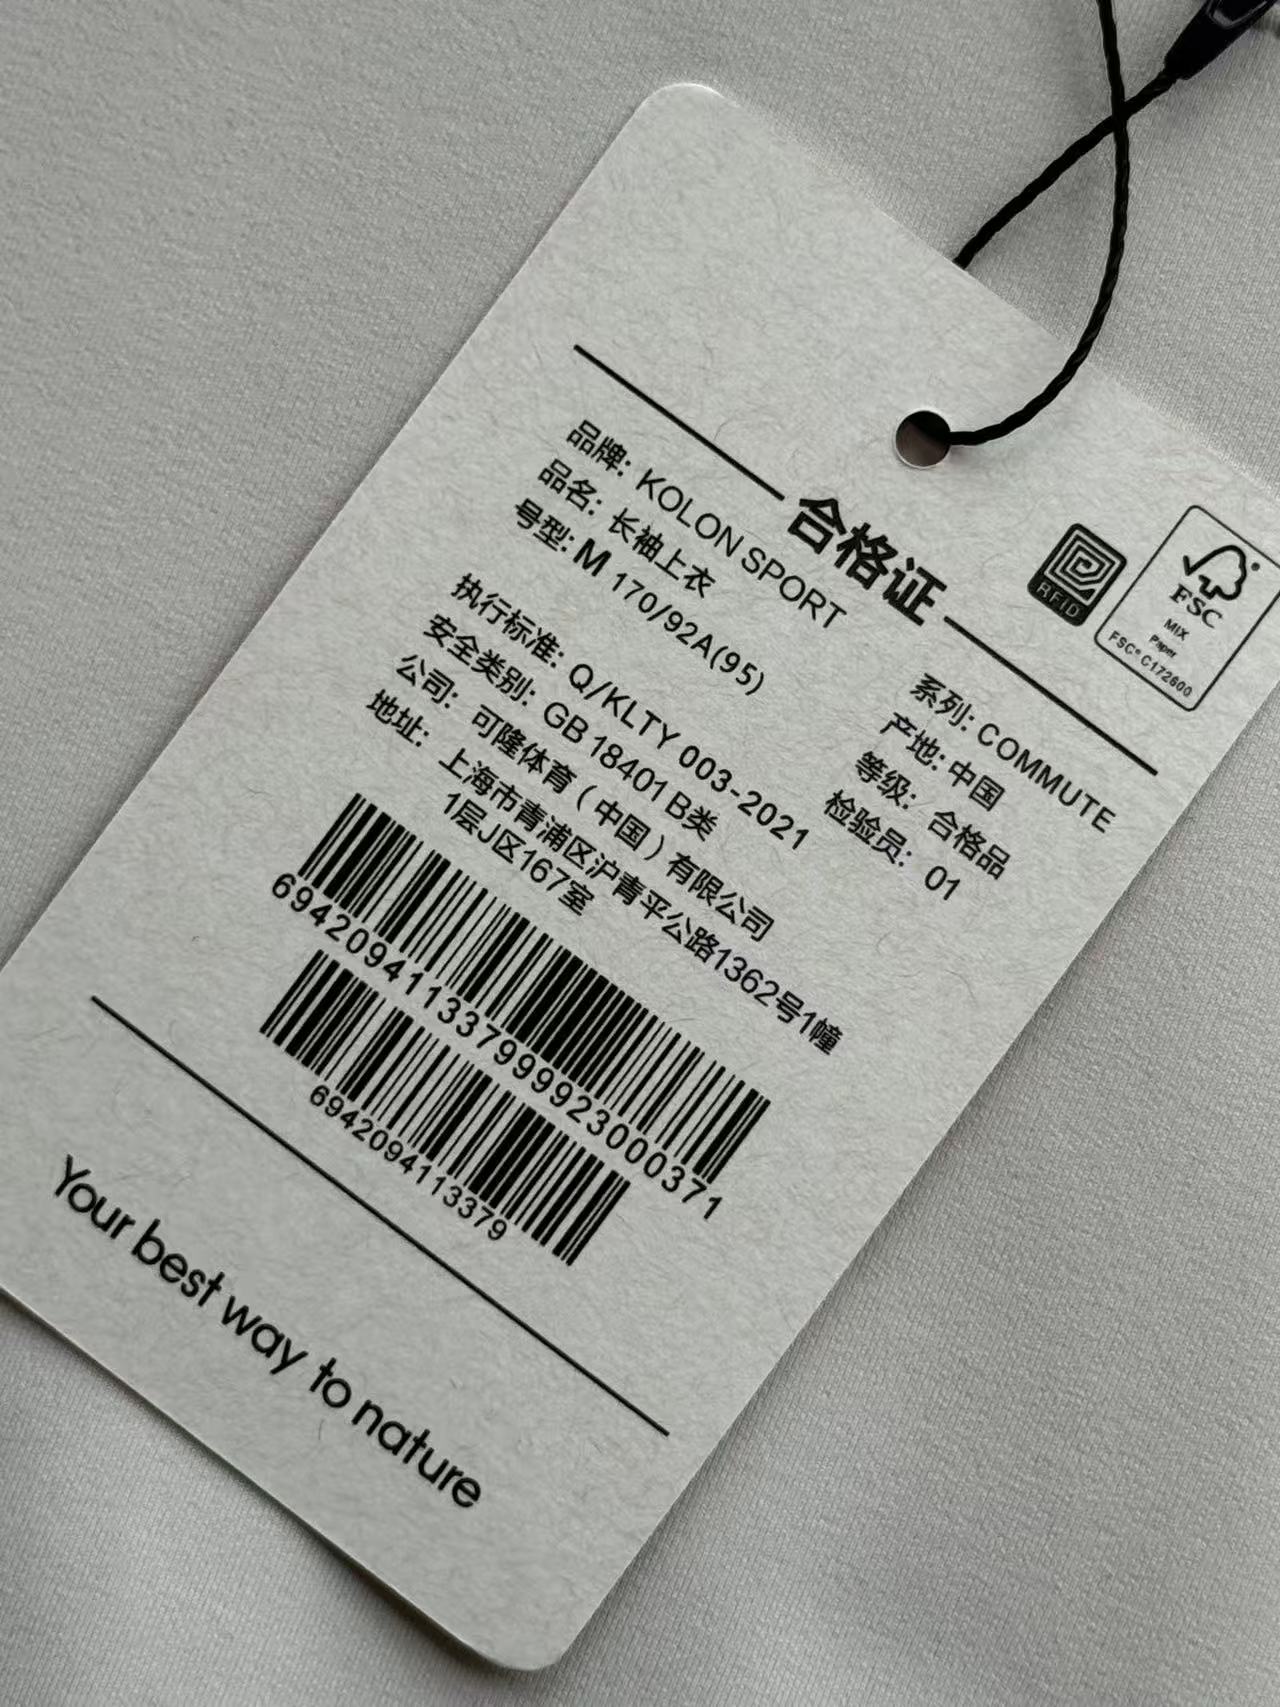 合格证
RFID
FSC
MIX
Paper
FSC® C172600
品牌: KOLON SPORT
品名: 长袖上衣
号型: M 170/92A(95)
系列: COMMUTE
产地: 中国
等级: 合格品
检验员: 01
执行标准: Q/KLTY 003-2021
安全类别: GB 18401 B类
公司: 可隆体育（中国）有限公司
地址: 上海市青浦区沪青平公路1362号1幢
1层J区167室
694209411337999923000371
6942094113379
Your best way to nature